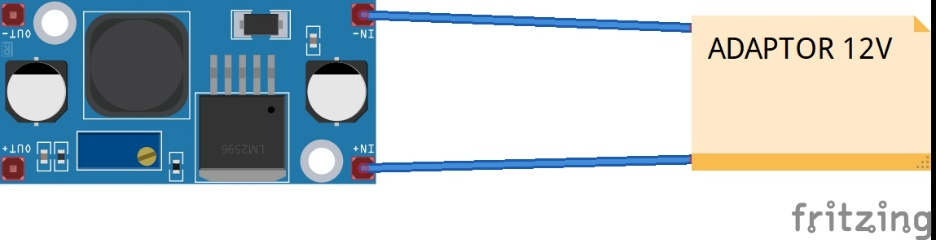 OUT-
IN-
ADAPTOR 12V
LM2596
OUT+
IN+
fritzing